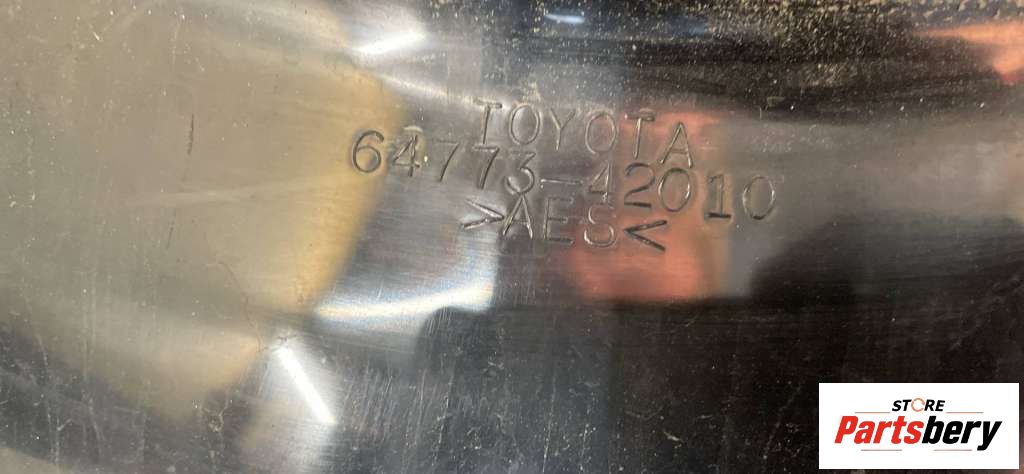 TOYOTA
64773-42010
>AES<
STORE
Partsbery